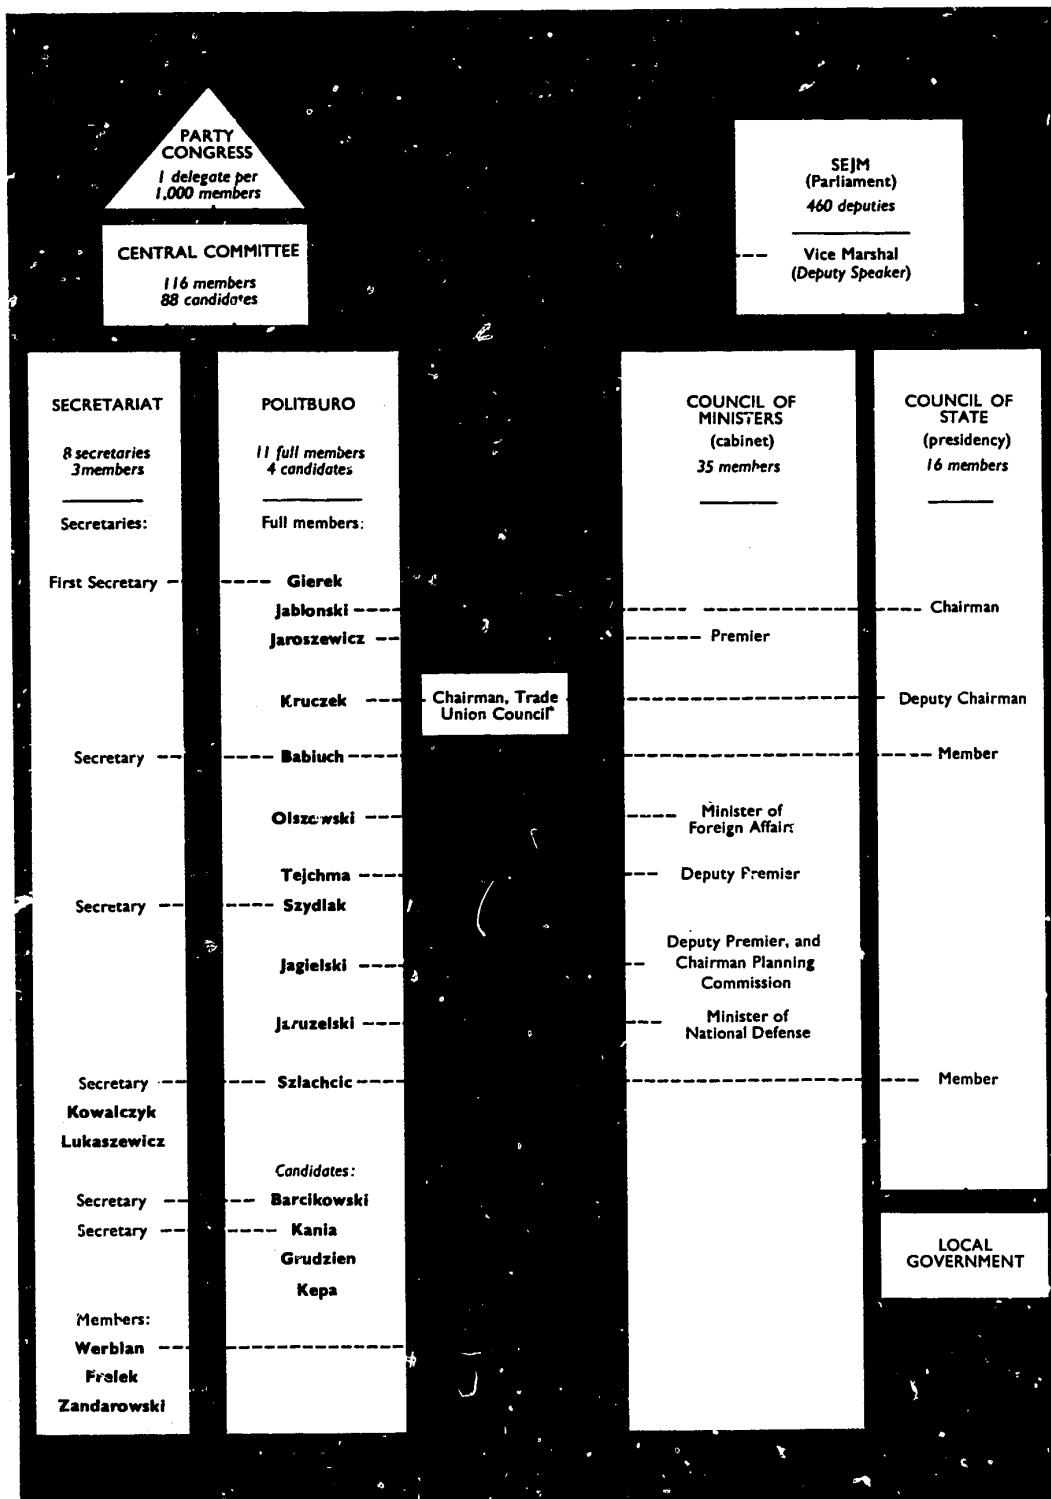 PARTY
CONGRESS
1 delegate per
1,000 members
CENTRAL COMMITTEE
116 members
88 candidates
SEJM
(Parliament)
460 deputies
Vice Marshal
(Deputy Speaker)
SECRETARIAT
8 secretaries
3 members
Secretaries:
First Secretary
Secretary
Secretary
Secretary
Kowalczyk
Lukaszewicz
Secretary
Secretary
Members:
Werblan
Frelek
Zandarowski
POLITBURO
11 full members
4 candidates
Full members:
Gierek
Jablonski
Jaroszewicz
Kruczek
Babiuch
Olszowski
Tejchma
Szydlak
Jagielski
Jaruzelski
Szlachcic
Candidates:
Barcikowski
Kania
Grudzien
Kepa
Chairman, Trade
Union Council
COUNCIL OF
MINISTERS
(cabinet)
35 members
Premier
Minister of
Foreign Affairs
Deputy Premier
Deputy Premier, and
Chairman Planning
Commission
Minister of
National Defense
COUNCIL OF
STATE
(presidency)
16 members
Chairman
Deputy Chairman
Member
Member
LOCAL
GOVERNMENT